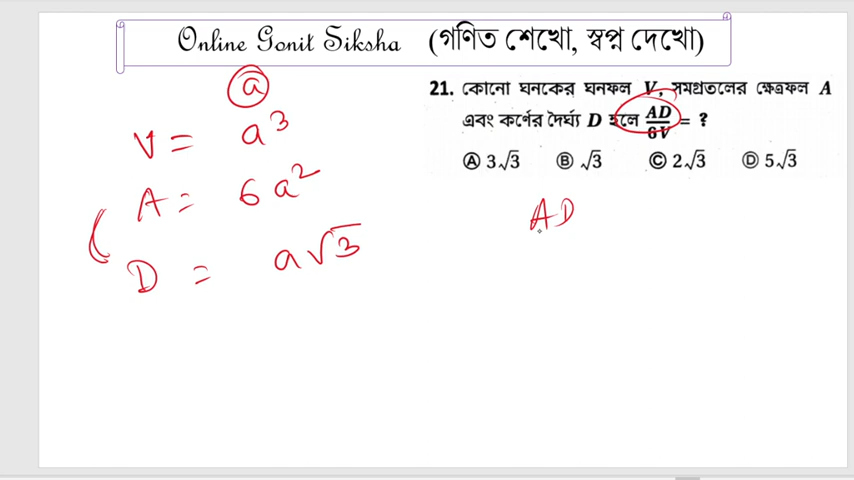 Online Gonit Siksha (গণিত শেখো, স্বপ্ন দেখো)
21. কোনো ঘনকের ঘনফল V, সমগ্রতলের ক্ষেত্রফল A
এবং কর্ণের দৈর্ঘ্য D হলে AD/6V = ?
Ⓐ 3√3 Ⓑ √3 Ⓒ 2√3 Ⓓ 5√3
a
V = a³
A = 6a²
D = a√3
AD